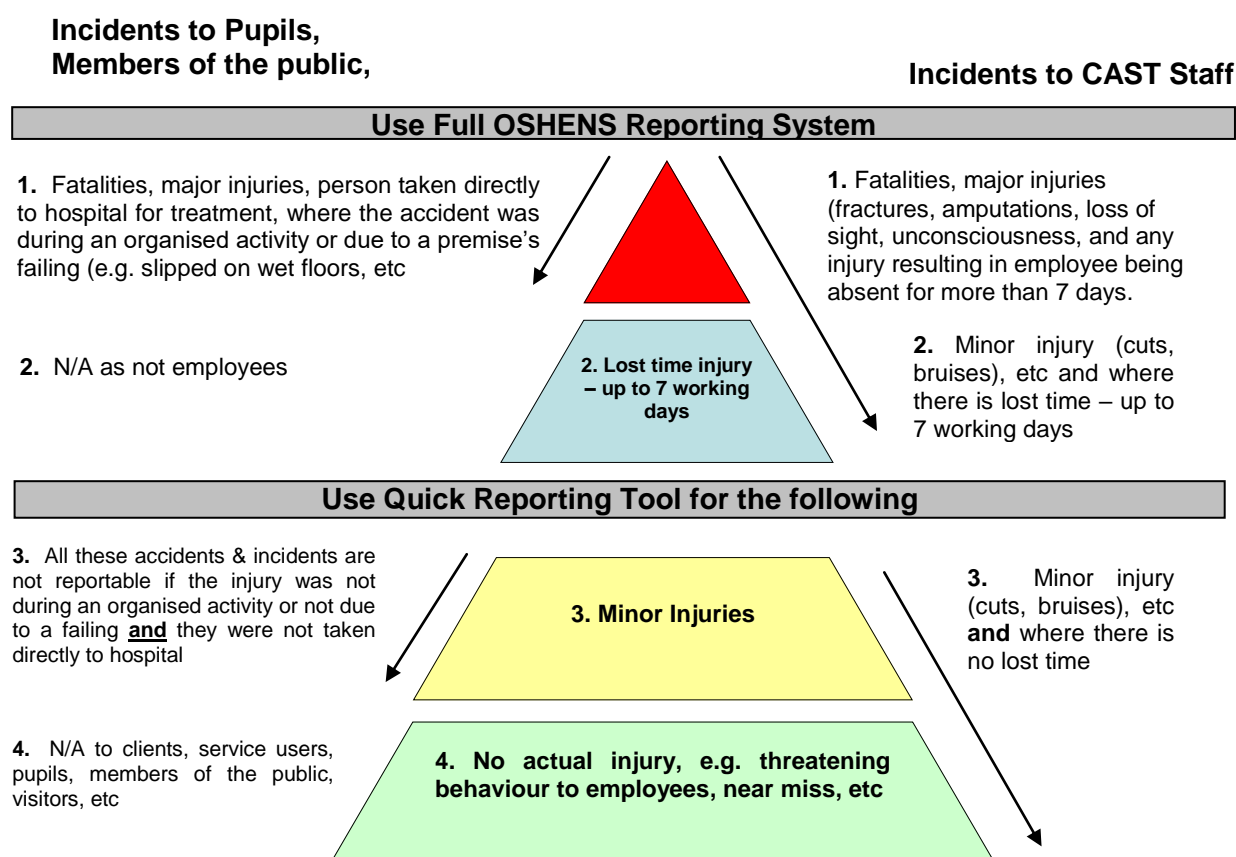 Incidents to Pupils,
Members of the public,
Incidents to CAST Staff
Use Full OSHENS Reporting System
1. Fatalities, major injuries, person taken directly
to hospital for treatment, where the accident was
during an organised activity or due to a premise's
failing (e.g. slipped on wet floors, etc
1. Fatalities, major injuries
(fractures, amputations, loss of
sight, unconsciousness, and any
injury resulting in employee being
absent for more than 7 days.
2. N/A as not employees
2. Lost time injury
– up to 7 working
days
2. Minor injury (cuts,
bruises), etc and where
there is lost time – up to
7 working days
Use Quick Reporting Tool for the following
3. All these accidents & incidents are
not reportable if the injury was not
during an organised activity or not due
to a failing and they were not taken
directly to hospital
3. Minor Injuries
3. Minor injury
(cuts, bruises), etc
and where there is
no lost time
4. N/A to clients, service users,
pupils, members of the public,
visitors, etc
4. No actual injury, e.g. threatening
behaviour to employees, near miss, etc